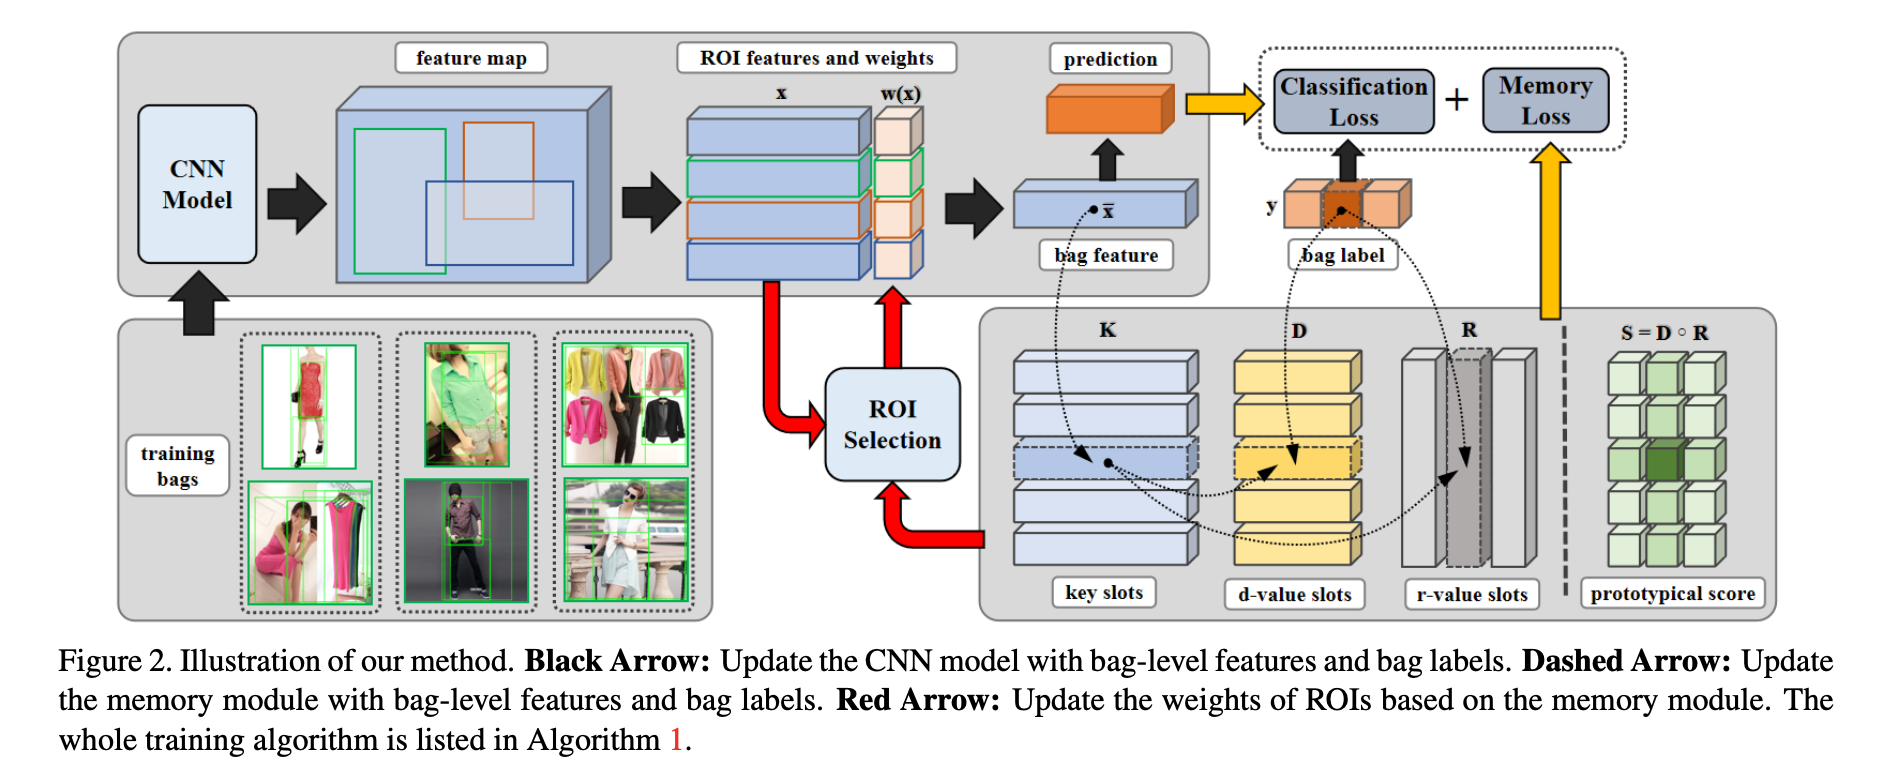 feature map
ROI features and weights
prediction
x
w(x)
Classification
Loss
+
Memory
Loss
CNN
Model
x̄
bag feature
y
bag label
K
D
R
S = D ∘ R
ROI
Selection
training
bags
key slots
d-value slots
r-value slots
prototypical score
Figure 2. Illustration of our method. Black Arrow: Update the CNN model with bag-level features and bag labels. Dashed Arrow: Update
the memory module with bag-level features and bag labels. Red Arrow: Update the weights of ROIs based on the memory module. The
whole training algorithm is listed in Algorithm 1.